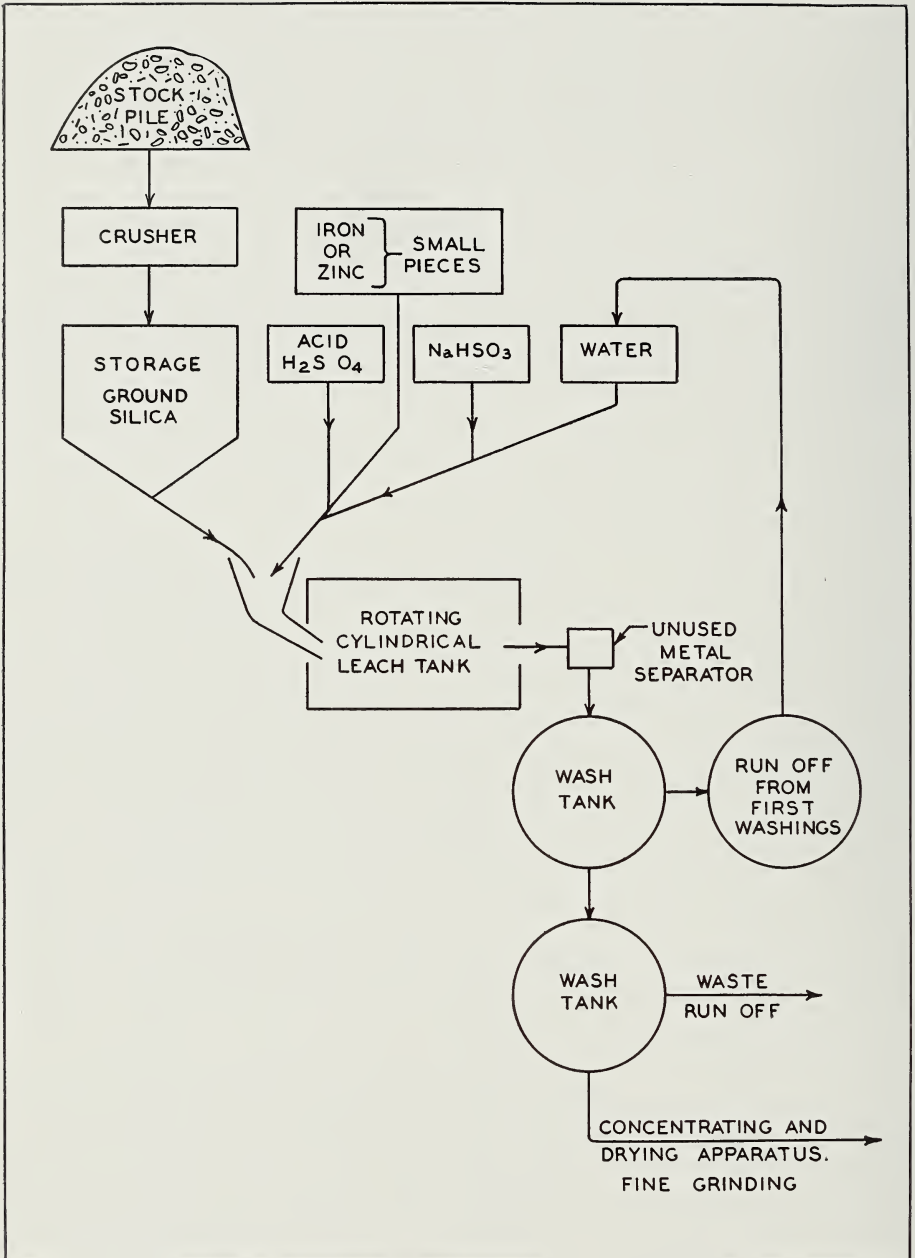 STOCK
PILE
CRUSHER
STORAGE
GROUND
SILICA
IRON
OR
ZINC
SMALL
PIECES
ACID
H₂S O₄
NaHSO₃
WATER
ROTATING
CYLINDRICAL
LEACH TANK
UNUSED
METAL
SEPARATOR
WASH
TANK
RUN OFF
FROM
FIRST
WASHINGS
WASH
TANK
WASTE
RUN OFF
CONCENTRATING AND
DRYING APPARATUS.
FINE GRINDING